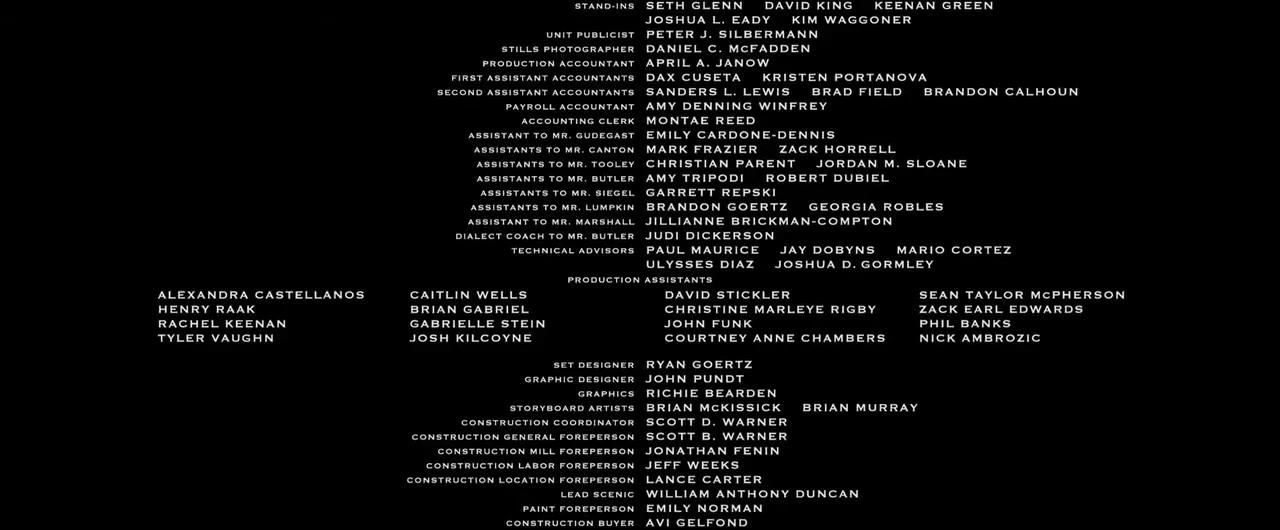 STAND-INS SETH GLENN DAVID KING KEENAN GREEN
JOSHUA L. EADY KIM WAGGONER
UNIT PUBLICIST PETER J. SILBERMANN
STILLS PHOTOGRAPHER DANIEL C. McFADDEN
PRODUCTION ACCOUNTANT APRIL A. JANOW
FIRST ASSISTANT ACCOUNTANTS DAX CUSETA KRISTEN PORTANOVA
SECOND ASSISTANT ACCOUNTANTS SANDERS L. LEWIS BRAD FIELD BRANDON CALHOUN
PAYROLL ACCOUNTANT AMY DENNING WINFREY
ACCOUNTING CLERK MONTAE REED
ASSISTANT TO MR. GUDEGAST EMILY CARDONE-DENNIS
ASSISTANTS TO MR. CANTON MARK FRAZIER ZACK HORRELL
ASSISTANTS TO MR. TOOLEY CHRISTIAN PARENT JORDAN M. SLOANE
ASSISTANTS TO MR. BUTLER AMY TRIPODI ROBERT DUBIEL
ASSISTANTS TO MR. SIEGEL GARRETT REPSKI
ASSISTANTS TO MR. LUMPKIN BRANDON GOERTZ GEORGIA ROBLES
ASSISTANT TO MR. MARSHALL JILLIANNE BRICKMAN-COMPTON
DIALECT COACH TO MR. BUTLER JUDI DICKERSON
TECHNICAL ADVISORS PAUL MAURICE JAY DOBYNS MARIO CORTEZ
ULYSSES DIAZ JOSHUA D. GORMLEY
PRODUCTION ASSISTANTS
ALEXANDRA CASTELLANOS CAITLIN WELLS DAVID STICKLER SEAN TAYLOR McPHERSON
HENRY RAAK BRIAN GABRIEL CHRISTINE MARLEYE RIGBY ZACK EARL EDWARDS
RACHEL KEENAN GABRIELLE STEIN JOHN FUNK PHIL BANKS
TYLER VAUGHN JOSH KILCOYNE COURTNEY ANNE CHAMBERS NICK AMBROZIC
SET DESIGNER RYAN GOERTZ
GRAPHIC DESIGNER JOHN PUNDT
GRAPHICS RICHIE BEARDEN
STORYBOARD ARTISTS BRIAN McKISSICK BRIAN MURRAY
CONSTRUCTION COORDINATOR SCOTT D. WARNER
CONSTRUCTION GENERAL FOREPERSON SCOTT B. WARNER
CONSTRUCTION MILL FOREPERSON JONATHAN FENIN
CONSTRUCTION LABOR FOREPERSON JEFF WEEKS
CONSTRUCTION LOCATION FOREPERSON LANCE CARTER
LEAD SCENIC WILLIAM ANTHONY DUNCAN
PAINT FOREPERSON EMILY NORMAN
CONSTRUCTION BUYER AVI GELFOND